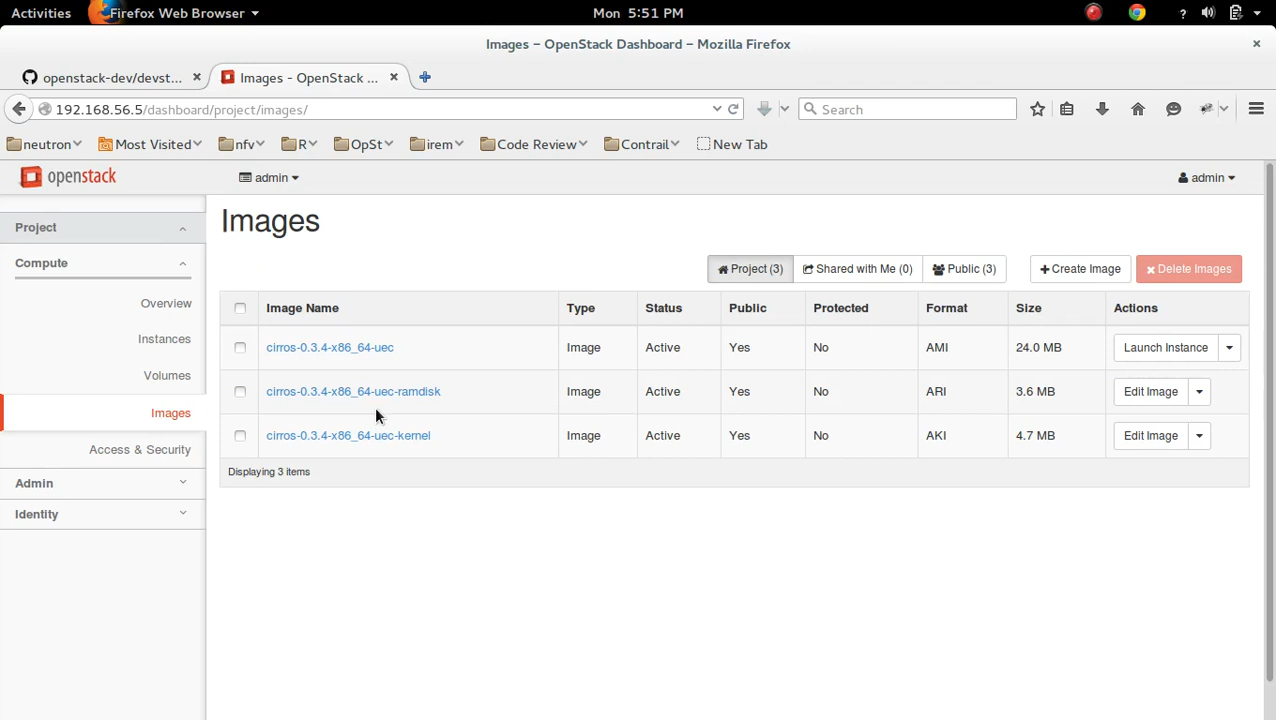 Activities Firefox Web Browser Mon 5:51 PM ?
Images – OpenStack Dashboard – Mozilla Firefox
openstack-dev/devst... Images - OpenStack ...
192.168.56.5/dashboard/project/images/ Search
neutron Most Visited nfv R OpSt irem Code Review Contrail New Tab
openstack admin admin
Images
Project
Compute
Overview
Instances
Volumes
Images
Access & Security
Admin
Identity
Project (3) Shared with Me (0) Public (3) Create Image Delete Images
Image Name Type Status Public Protected Format Size Actions
cirros-0.3.4-x86_64-uec Image Active Yes No AMI 24.0 MB Launch Instance
cirros-0.3.4-x86_64-uec-ramdisk Image Active Yes No ARI 3.6 MB Edit Image
cirros-0.3.4-x86_64-uec-kernel Image Active Yes No AKI 4.7 MB Edit Image
Displaying 3 items